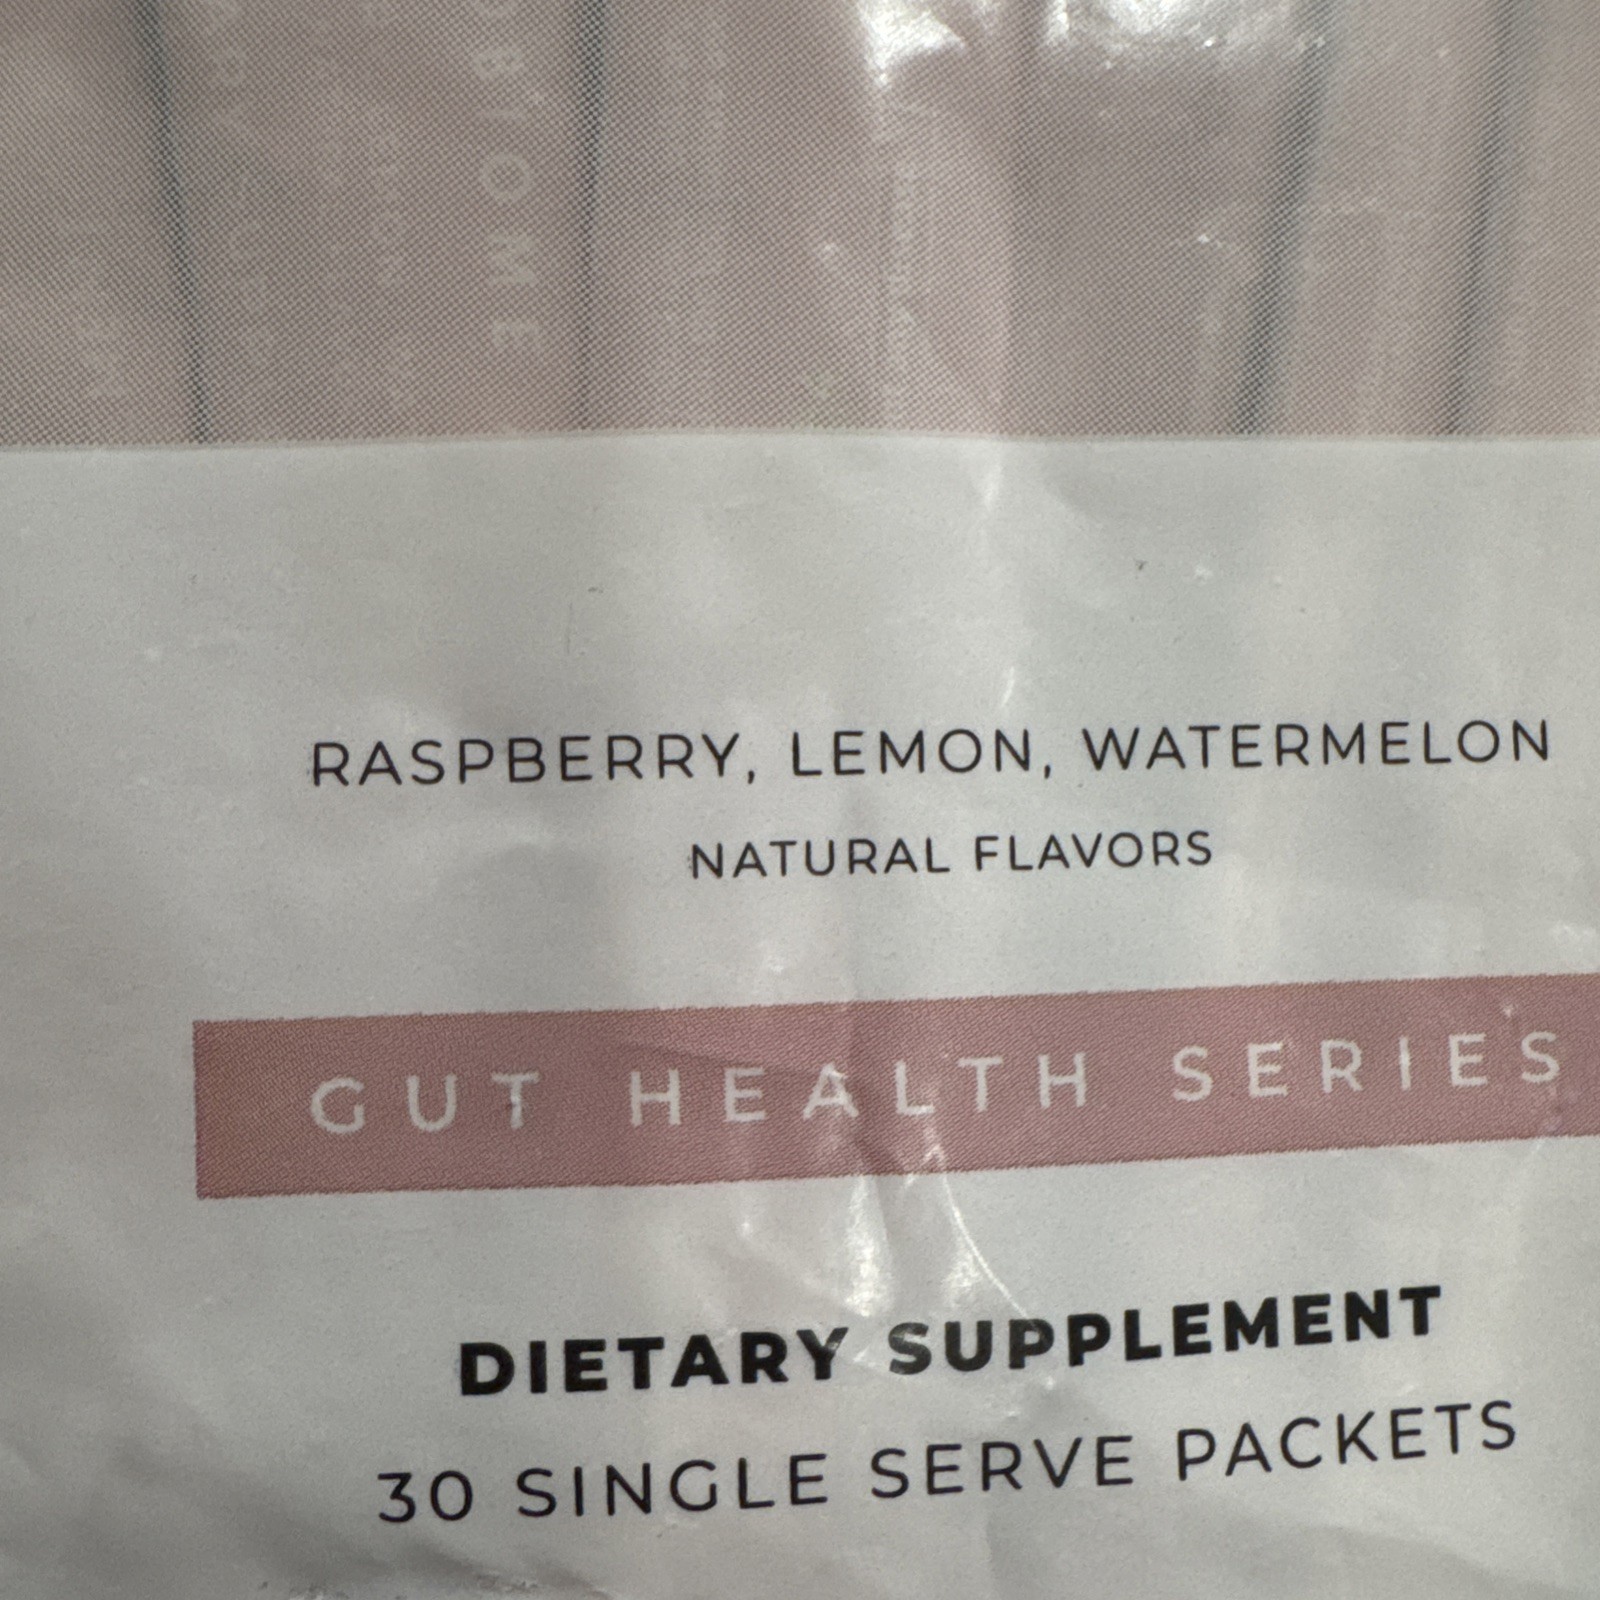 RASPBERRY, LEMON, WATERMELON
NATURAL FLAVORS
GUT HEALTH SERIES
DIETARY SUPPLEMENT
30 SINGLE SERVE PACKETS